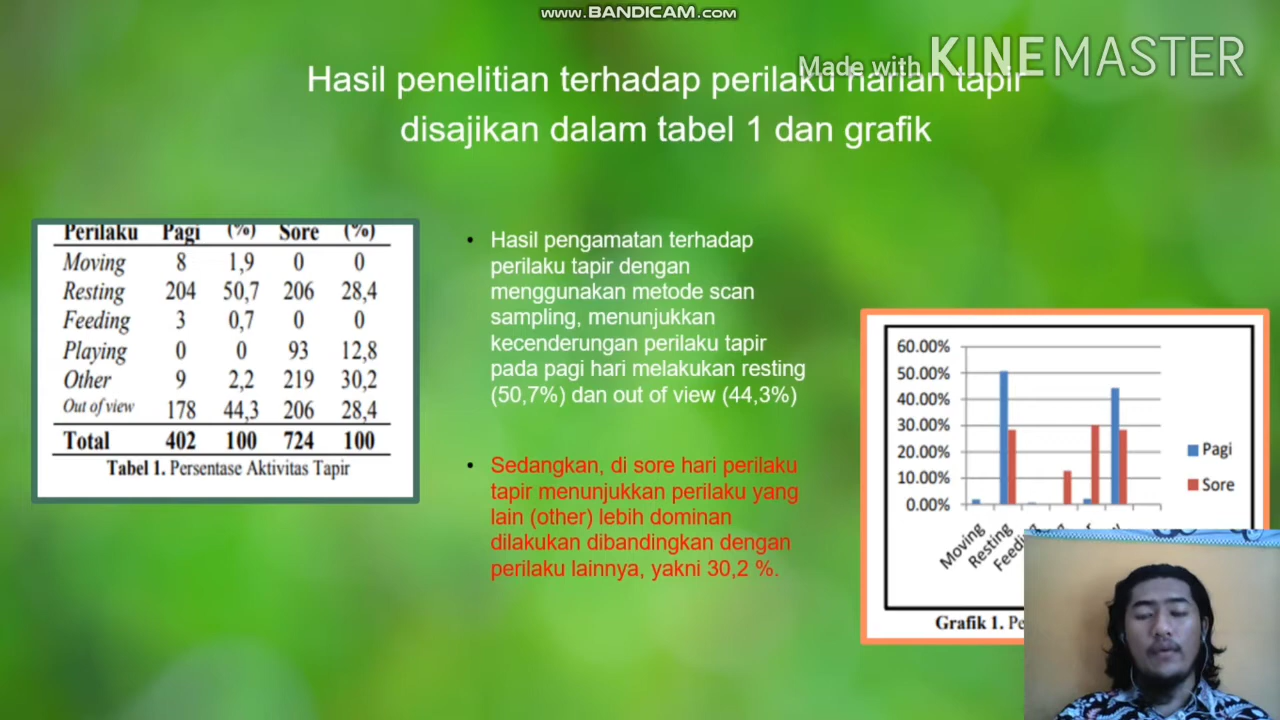 www.BANDICAM.com
Made with KINEMASTER
Hasil penelitian terhadap perilaku harian tapir
disajikan dalam tabel 1 dan grafik
Perilaku Pagi (%) Sore (%)
Moving 8 1,9 0 0
Resting 204 50,7 206 28,4
Feeding 3 0,7 0 0
Playing 0 0 93 12,8
Other 9 2,2 219 30,2
Out of view 178 44,3 206 28,4
Total 402 100 724 100
Tabel 1. Persentase Aktivitas Tapir
• Hasil pengamatan terhadap
perilaku tapir dengan
menggunakan metode scan
sampling, menunjukkan
kecenderungan perilaku tapir
pada pagi hari melakukan resting
(50,7%) dan out of view (44,3%)
• Sedangkan, di sore hari perilaku
tapir menunjukkan perilaku yang
lain (other) lebih dominan
dilakukan dibandingkan dengan
perilaku lainnya, yakni 30,2 %.
60.00%
50.00%
40.00%
30.00%
20.00%
10.00%
0.00%
Pagi
Sore
Moving
Resting
Grafik 1.